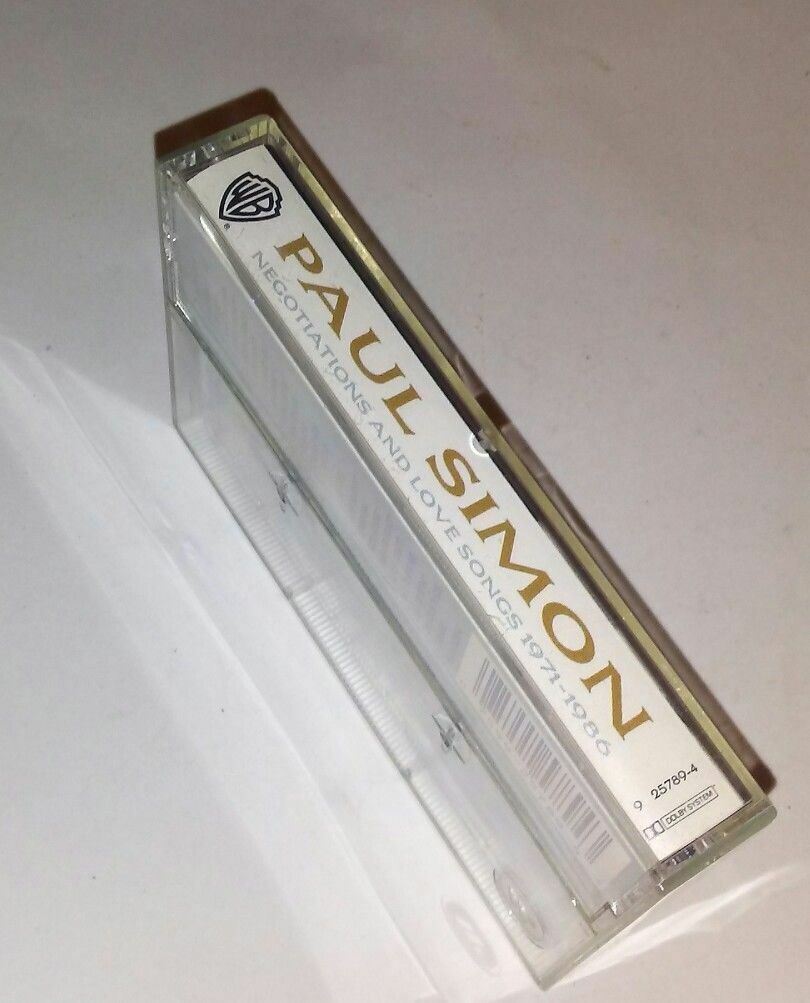 WB
®
PAUL SIMON
NEGOTIATIONS AND LOVE SONGS 1971-1986
9 25789-4
DOLBY SYSTEM